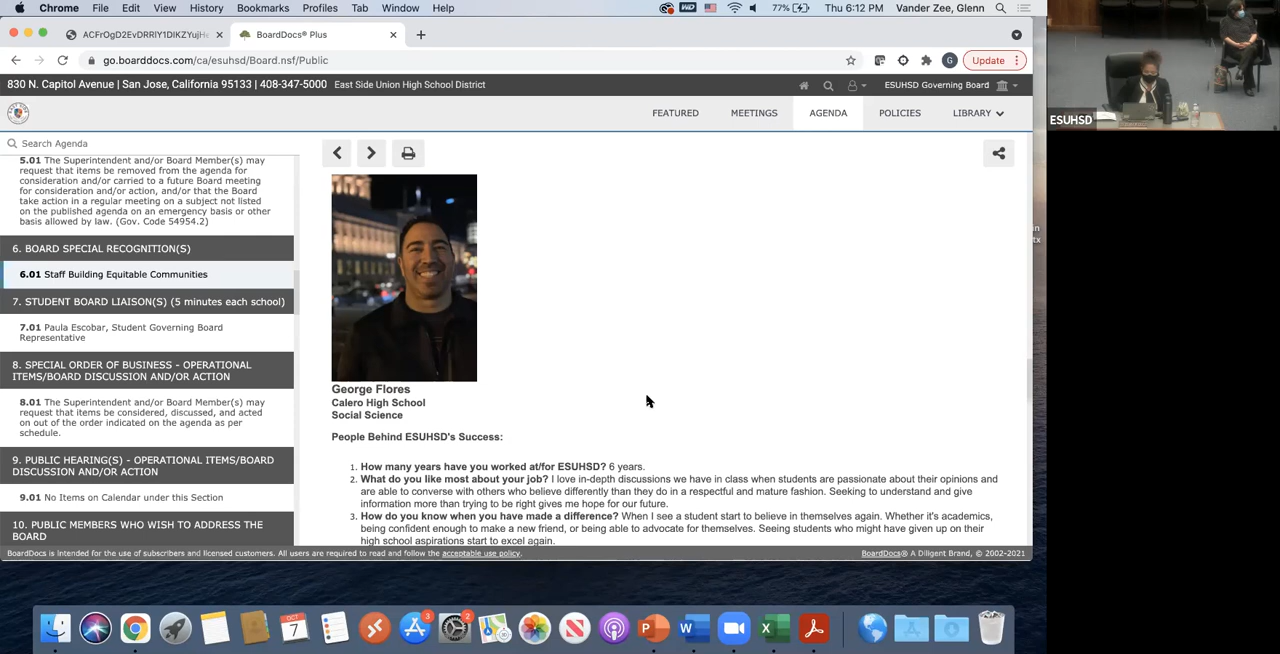 Chrome File Edit View History Bookmarks Profiles Tab Window Help
77% Thu 6:12 PM Vander Zee, Glenn
BoardDocs® Plus
go.boarddocs.com/ca/esuhsd/Board.nsf/Public
G Update
830 N. Capitol Avenue | San Jose, California 95133 | 408-347-5000 East Side Union High School District
ESUHSD Governing Board
FEATURED MEETINGS AGENDA POLICIES LIBRARY
Search Agenda
5.01 The Superintendent and/or Board Member(s) may
request that items be removed from the agenda for
consideration and/or carried to a future Board meeting
for consideration and/or action, and/or that the Board
take action in a regular meeting on a subject not listed
on the published agenda on an emergency basis or other
basis allowed by law. (Gov. Code 54954.2)
6. BOARD SPECIAL RECOGNITION(S)
6.01 Staff Building Equitable Communities
7. STUDENT BOARD LIAISON(S) (5 minutes each school)
7.01 Paula Escobar, Student Governing Board
Representative
8. SPECIAL ORDER OF BUSINESS - OPERATIONAL
ITEMS/BOARD DISCUSSION AND/OR ACTION
8.01 The Superintendent and/or Board Member(s) may
request that items be considered, discussed, and acted
on out of the order indicated on the agenda as per
schedule.
9. PUBLIC HEARING(S) - OPERATIONAL ITEMS/BOARD
DISCUSSION AND/OR ACTION
9.01 No Items on Calendar under this Section
10. PUBLIC MEMBERS WHO WISH TO ADDRESS THE
BOARD
George Flores
Calero High School
Social Science
People Behind ESUHSD's Success:
1. How many years have you worked at/for ESUHSD? 6 years.
2. What do you like most about your job? I love in-depth discussions we have in class when students are passionate about their opinions and
are able to converse with others who believe differently than they do in a respectful and mature fashion. Seeking to understand and give
information more than trying to be right gives me hope for our future.
3. How do you know when you have made a difference? When I see a student start to believe in themselves again. Whether it's academics,
being confident enough to make a new friend, or being able to advocate for themselves. Seeing students who might have given up on their
high school aspirations start to excel again.
BoardDocs is intended for the use of subscribers and licensed customers. All users are required to read and follow the acceptable use policy.
BoardDocs® A Diligent Brand, © 2002-2021
ESUHSD
OCT
7
3
2